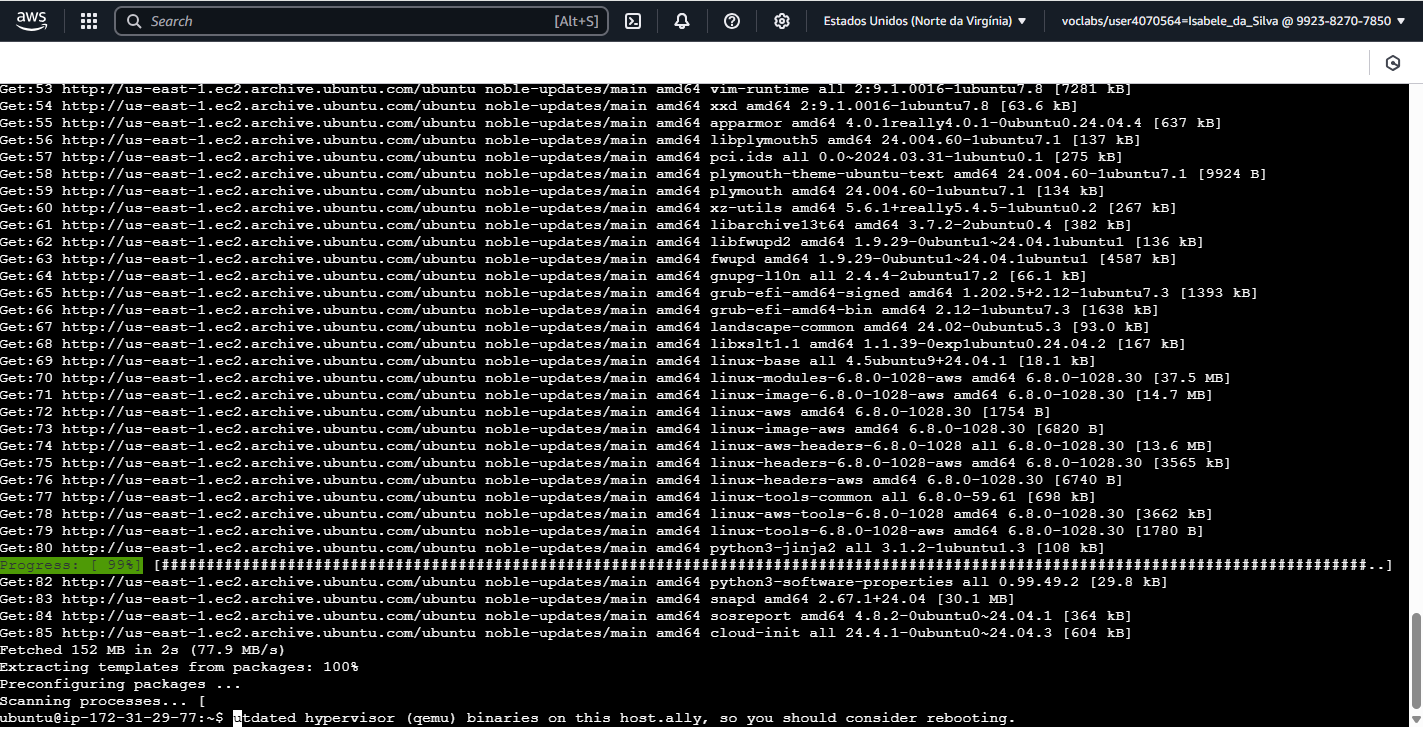 aws
Search [Alt+S] Estados Unidos (Norte da Virgínia) voclabs/user4070564=Isabele_da_Silva @ 9923-8270-7850
Get:53 http://us-east-1.ec2.archive.ubuntu.com/ubuntu noble-updates/main amd64 vim-runtime all 2:9.1.0016-1ubuntu7.8 [7281 kB]
Get:54 http://us-east-1.ec2.archive.ubuntu.com/ubuntu noble-updates/main amd64 xxd amd64 2:9.1.0016-1ubuntu7.8 [63.6 kB]
Get:55 http://us-east-1.ec2.archive.ubuntu.com/ubuntu noble-updates/main amd64 apparmor amd64 4.0.1really4.0.1-0ubuntu0.24.04.4 [637 kB]
Get:56 http://us-east-1.ec2.archive.ubuntu.com/ubuntu noble-updates/main amd64 libplymouth5 amd64 24.004.60-1ubuntu7.1 [137 kB]
Get:57 http://us-east-1.ec2.archive.ubuntu.com/ubuntu noble-updates/main amd64 pci.ids all 0.0~2024.03.31-1ubuntu0.1 [275 kB]
Get:58 http://us-east-1.ec2.archive.ubuntu.com/ubuntu noble-updates/main amd64 plymouth-theme-ubuntu-text amd64 24.004.60-1ubuntu7.1 [9924 B]
Get:59 http://us-east-1.ec2.archive.ubuntu.com/ubuntu noble-updates/main amd64 plymouth amd64 24.004.60-1ubuntu7.1 [134 kB]
Get:60 http://us-east-1.ec2.archive.ubuntu.com/ubuntu noble-updates/main amd64 xz-utils amd64 5.6.1+really5.4.5-1ubuntu0.2 [267 kB]
Get:61 http://us-east-1.ec2.archive.ubuntu.com/ubuntu noble-updates/main amd64 libarchive13t64 amd64 3.7.2-2ubuntu0.4 [382 kB]
Get:62 http://us-east-1.ec2.archive.ubuntu.com/ubuntu noble-updates/main amd64 libfwupd2 amd64 1.9.29-0ubuntu1~24.04.1ubuntu1 [136 kB]
Get:63 http://us-east-1.ec2.archive.ubuntu.com/ubuntu noble-updates/main amd64 fwupd amd64 1.9.29-0ubuntu1~24.04.1ubuntu1 [4587 kB]
Get:64 http://us-east-1.ec2.archive.ubuntu.com/ubuntu noble-updates/main amd64 gnupg-l10n all 2.4.4-2ubuntu17.2 [66.1 kB]
Get:65 http://us-east-1.ec2.archive.ubuntu.com/ubuntu noble-updates/main amd64 grub-efi-amd64-signed amd64 1.202.5+2.12-1ubuntu7.3 [1393 kB]
Get:66 http://us-east-1.ec2.archive.ubuntu.com/ubuntu noble-updates/main amd64 grub-efi-amd64-bin amd64 2.12-1ubuntu7.3 [1638 kB]
Get:67 http://us-east-1.ec2.archive.ubuntu.com/ubuntu noble-updates/main amd64 landscape-common amd64 24.02-0ubuntu5.3 [93.0 kB]
Get:68 http://us-east-1.ec2.archive.ubuntu.com/ubuntu noble-updates/main amd64 libxslt1.1 amd64 1.1.39-0exp1ubuntu0.24.04.2 [167 kB]
Get:69 http://us-east-1.ec2.archive.ubuntu.com/ubuntu noble-updates/main amd64 linux-base all 4.5ubuntu9+24.04.1 [18.1 kB]
Get:70 http://us-east-1.ec2.archive.ubuntu.com/ubuntu noble-updates/main amd64 linux-modules-6.8.0-1028-aws amd64 6.8.0-1028.30 [37.5 MB]
Get:71 http://us-east-1.ec2.archive.ubuntu.com/ubuntu noble-updates/main amd64 linux-image-6.8.0-1028-aws amd64 6.8.0-1028.30 [14.7 MB]
Get:72 http://us-east-1.ec2.archive.ubuntu.com/ubuntu noble-updates/main amd64 linux-aws amd64 6.8.0-1028.30 [1754 B]
Get:73 http://us-east-1.ec2.archive.ubuntu.com/ubuntu noble-updates/main amd64 linux-image-aws amd64 6.8.0-1028.30 [6820 B]
Get:74 http://us-east-1.ec2.archive.ubuntu.com/ubuntu noble-updates/main amd64 linux-aws-headers-6.8.0-1028 all 6.8.0-1028.30 [13.6 MB]
Get:75 http://us-east-1.ec2.archive.ubuntu.com/ubuntu noble-updates/main amd64 linux-headers-6.8.0-1028-aws amd64 6.8.0-1028.30 [3565 kB]
Get:76 http://us-east-1.ec2.archive.ubuntu.com/ubuntu noble-updates/main amd64 linux-headers-aws amd64 6.8.0-1028.30 [6740 B]
Get:77 http://us-east-1.ec2.archive.ubuntu.com/ubuntu noble-updates/main amd64 linux-tools-common all 6.8.0-59.61 [698 kB]
Get:78 http://us-east-1.ec2.archive.ubuntu.com/ubuntu noble-updates/main amd64 linux-aws-tools-6.8.0-1028 amd64 6.8.0-1028.30 [3662 kB]
Get:79 http://us-east-1.ec2.archive.ubuntu.com/ubuntu noble-updates/main amd64 linux-tools-6.8.0-1028-aws amd64 6.8.0-1028.30 [1780 B]
Get:80 http://us-east-1.ec2.archive.ubuntu.com/ubuntu noble-updates/main amd64 python3-jinja2 all 3.1.2-1ubuntu1.3 [108 kB]
Progress: [ 99%] [######################################################################################################################################..]
Get:82 http://us-east-1.ec2.archive.ubuntu.com/ubuntu noble-updates/main amd64 python3-software-properties all 0.99.49.2 [29.8 kB]
Get:83 http://us-east-1.ec2.archive.ubuntu.com/ubuntu noble-updates/main amd64 snapd amd64 2.67.1+24.04 [30.1 MB]
Get:84 http://us-east-1.ec2.archive.ubuntu.com/ubuntu noble-updates/main amd64 sosreport amd64 4.8.2-0ubuntu0~24.04.1 [364 kB]
Get:85 http://us-east-1.ec2.archive.ubuntu.com/ubuntu noble-updates/main amd64 cloud-init all 24.4.1-0ubuntu0~24.04.3 [604 kB]
Fetched 152 MB in 2s (77.9 MB/s)
Extracting templates from packages: 100%
Preconfiguring packages ...
Scanning processes... [
ubuntu@ip-172-31-29-77:~$ utdated hypervisor (qemu) binaries on this host.ally, so you should consider rebooting.